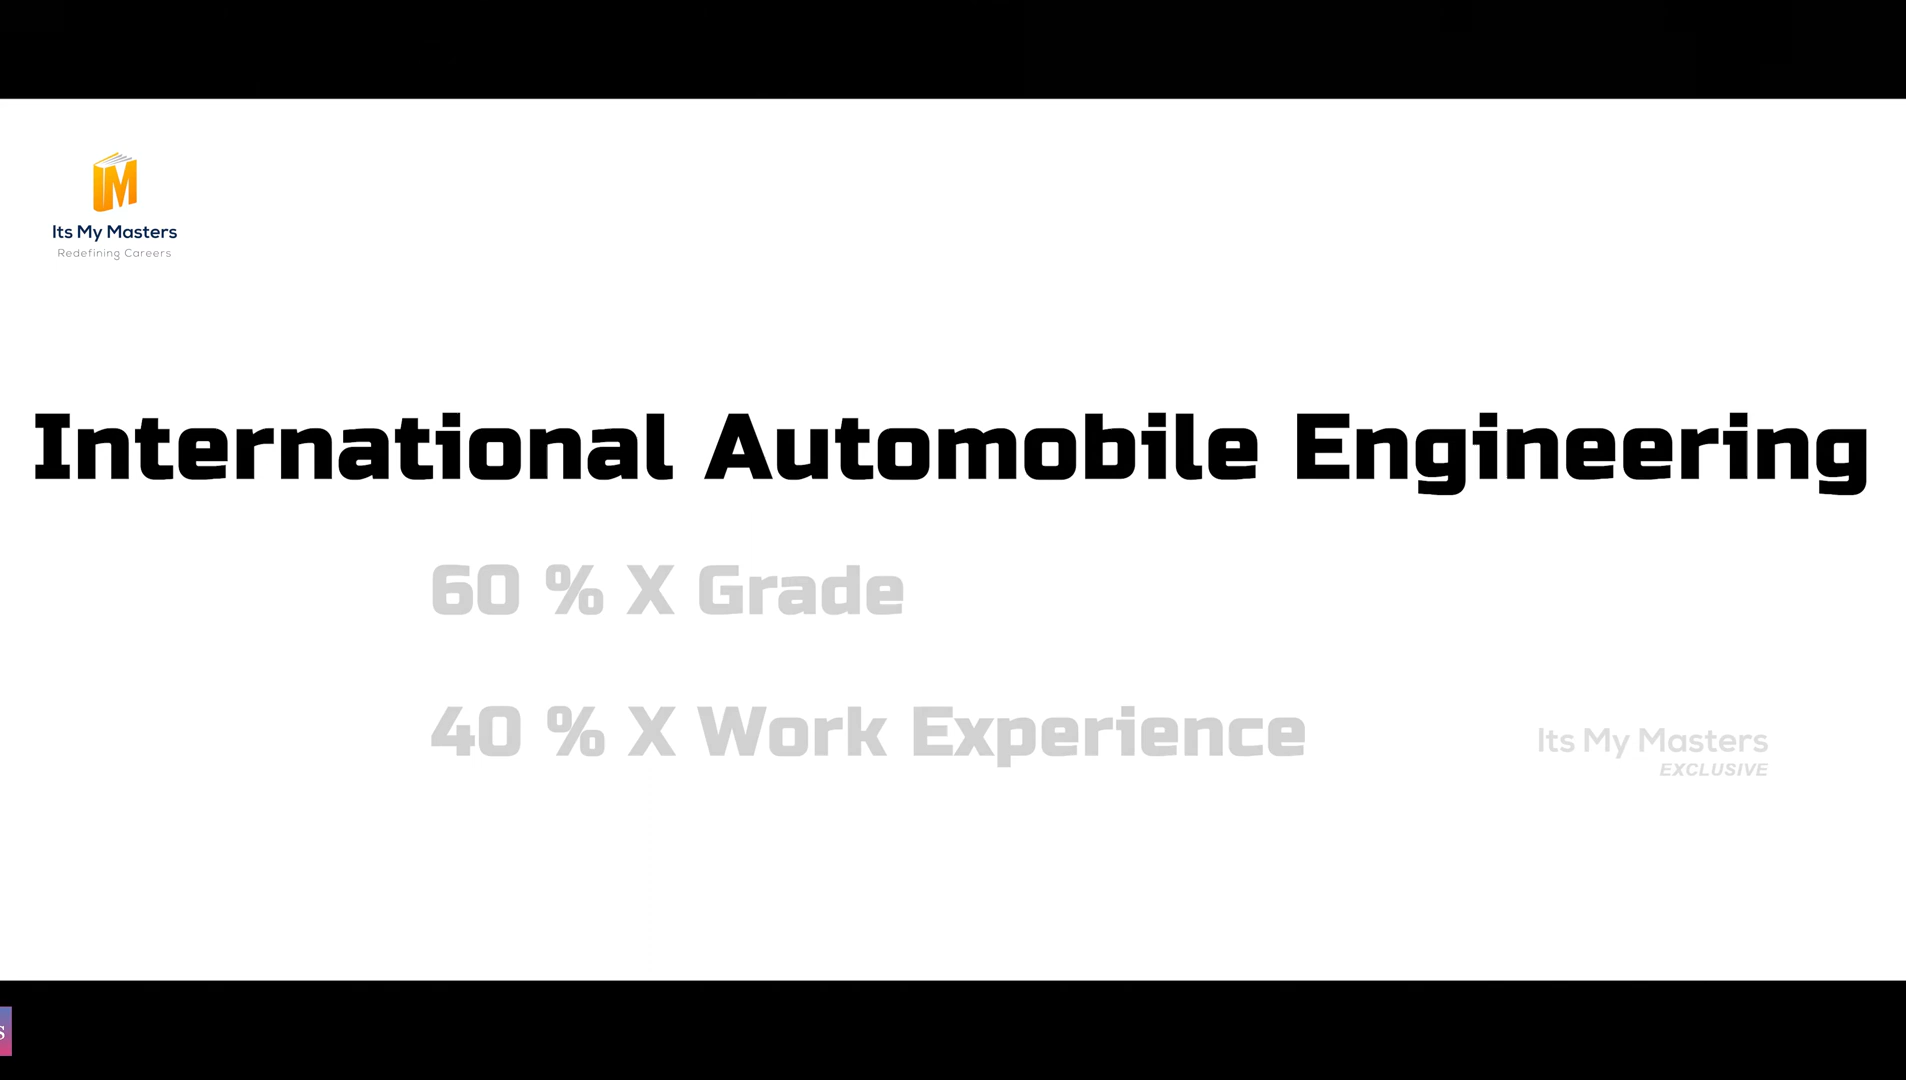 Its My Masters
Redefining Careers
International Automobile Engineering
60 % X Grade
40 % X Work Experience
Its My Masters
EXCLUSIVE